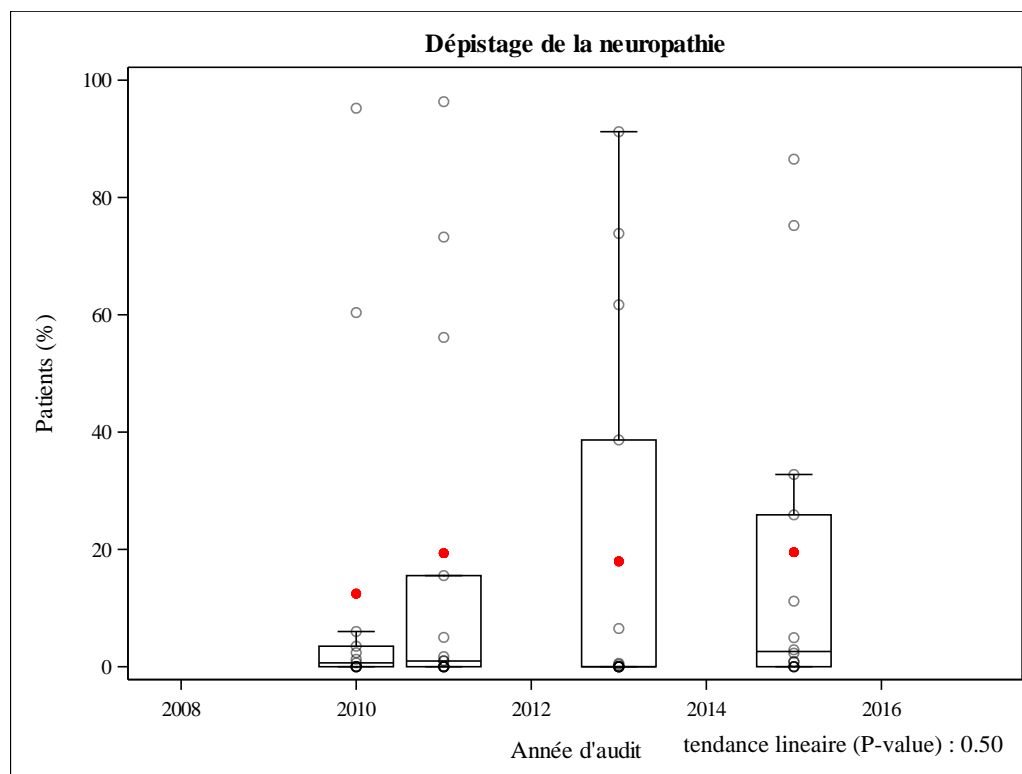 Dépistage de la neuropathie
100
80
60
40
20
0
Patients (%)
2008 2010 2012 2014 2016
Année d'audit
tendance lineaire (P-value) : 0.50